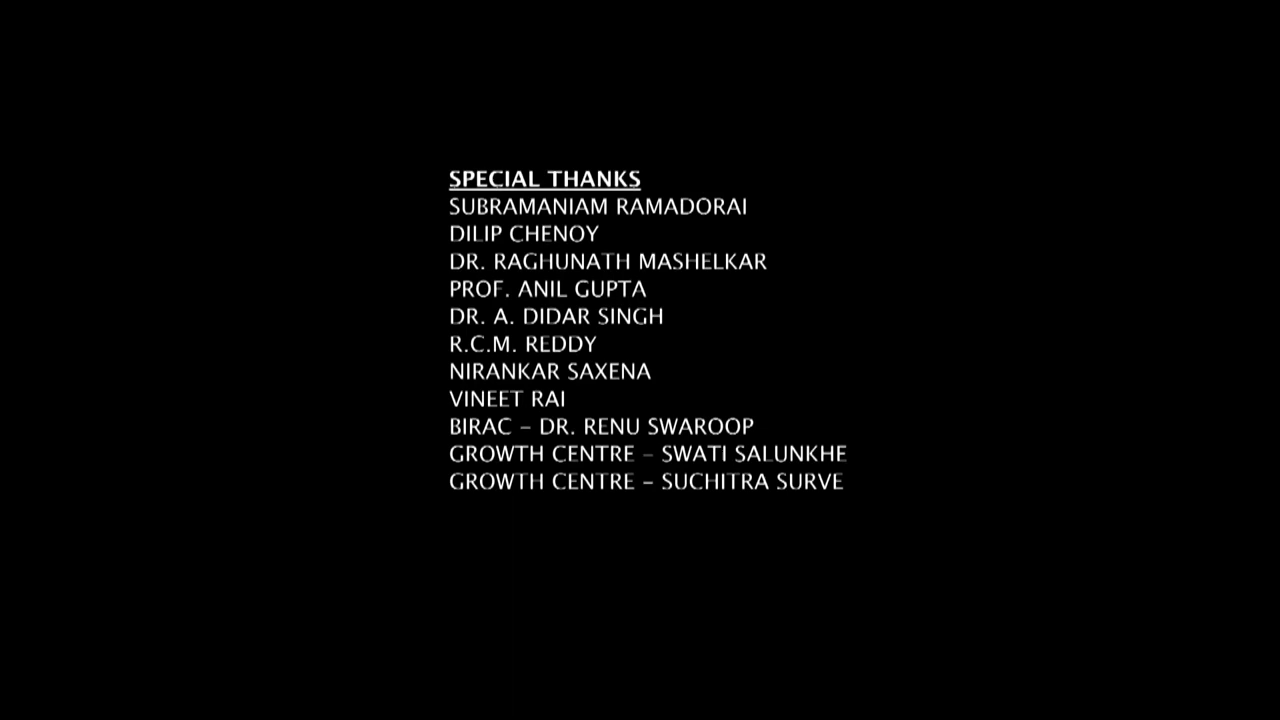 SPECIAL THANKS
SUBRAMANIAM RAMADORAI
DILIP CHENOY
DR. RAGHUNATH MASHELKAR
PROF. ANIL GUPTA
DR. A. DIDAR SINGH
R.C.M. REDDY
NIRANKAR SAXENA
VINEET RAI
BIRAC – DR. RENU SWAROOP
GROWTH CENTRE – SWATI SALUNKHE
GROWTH CENTRE – SUCHITRA SURVE